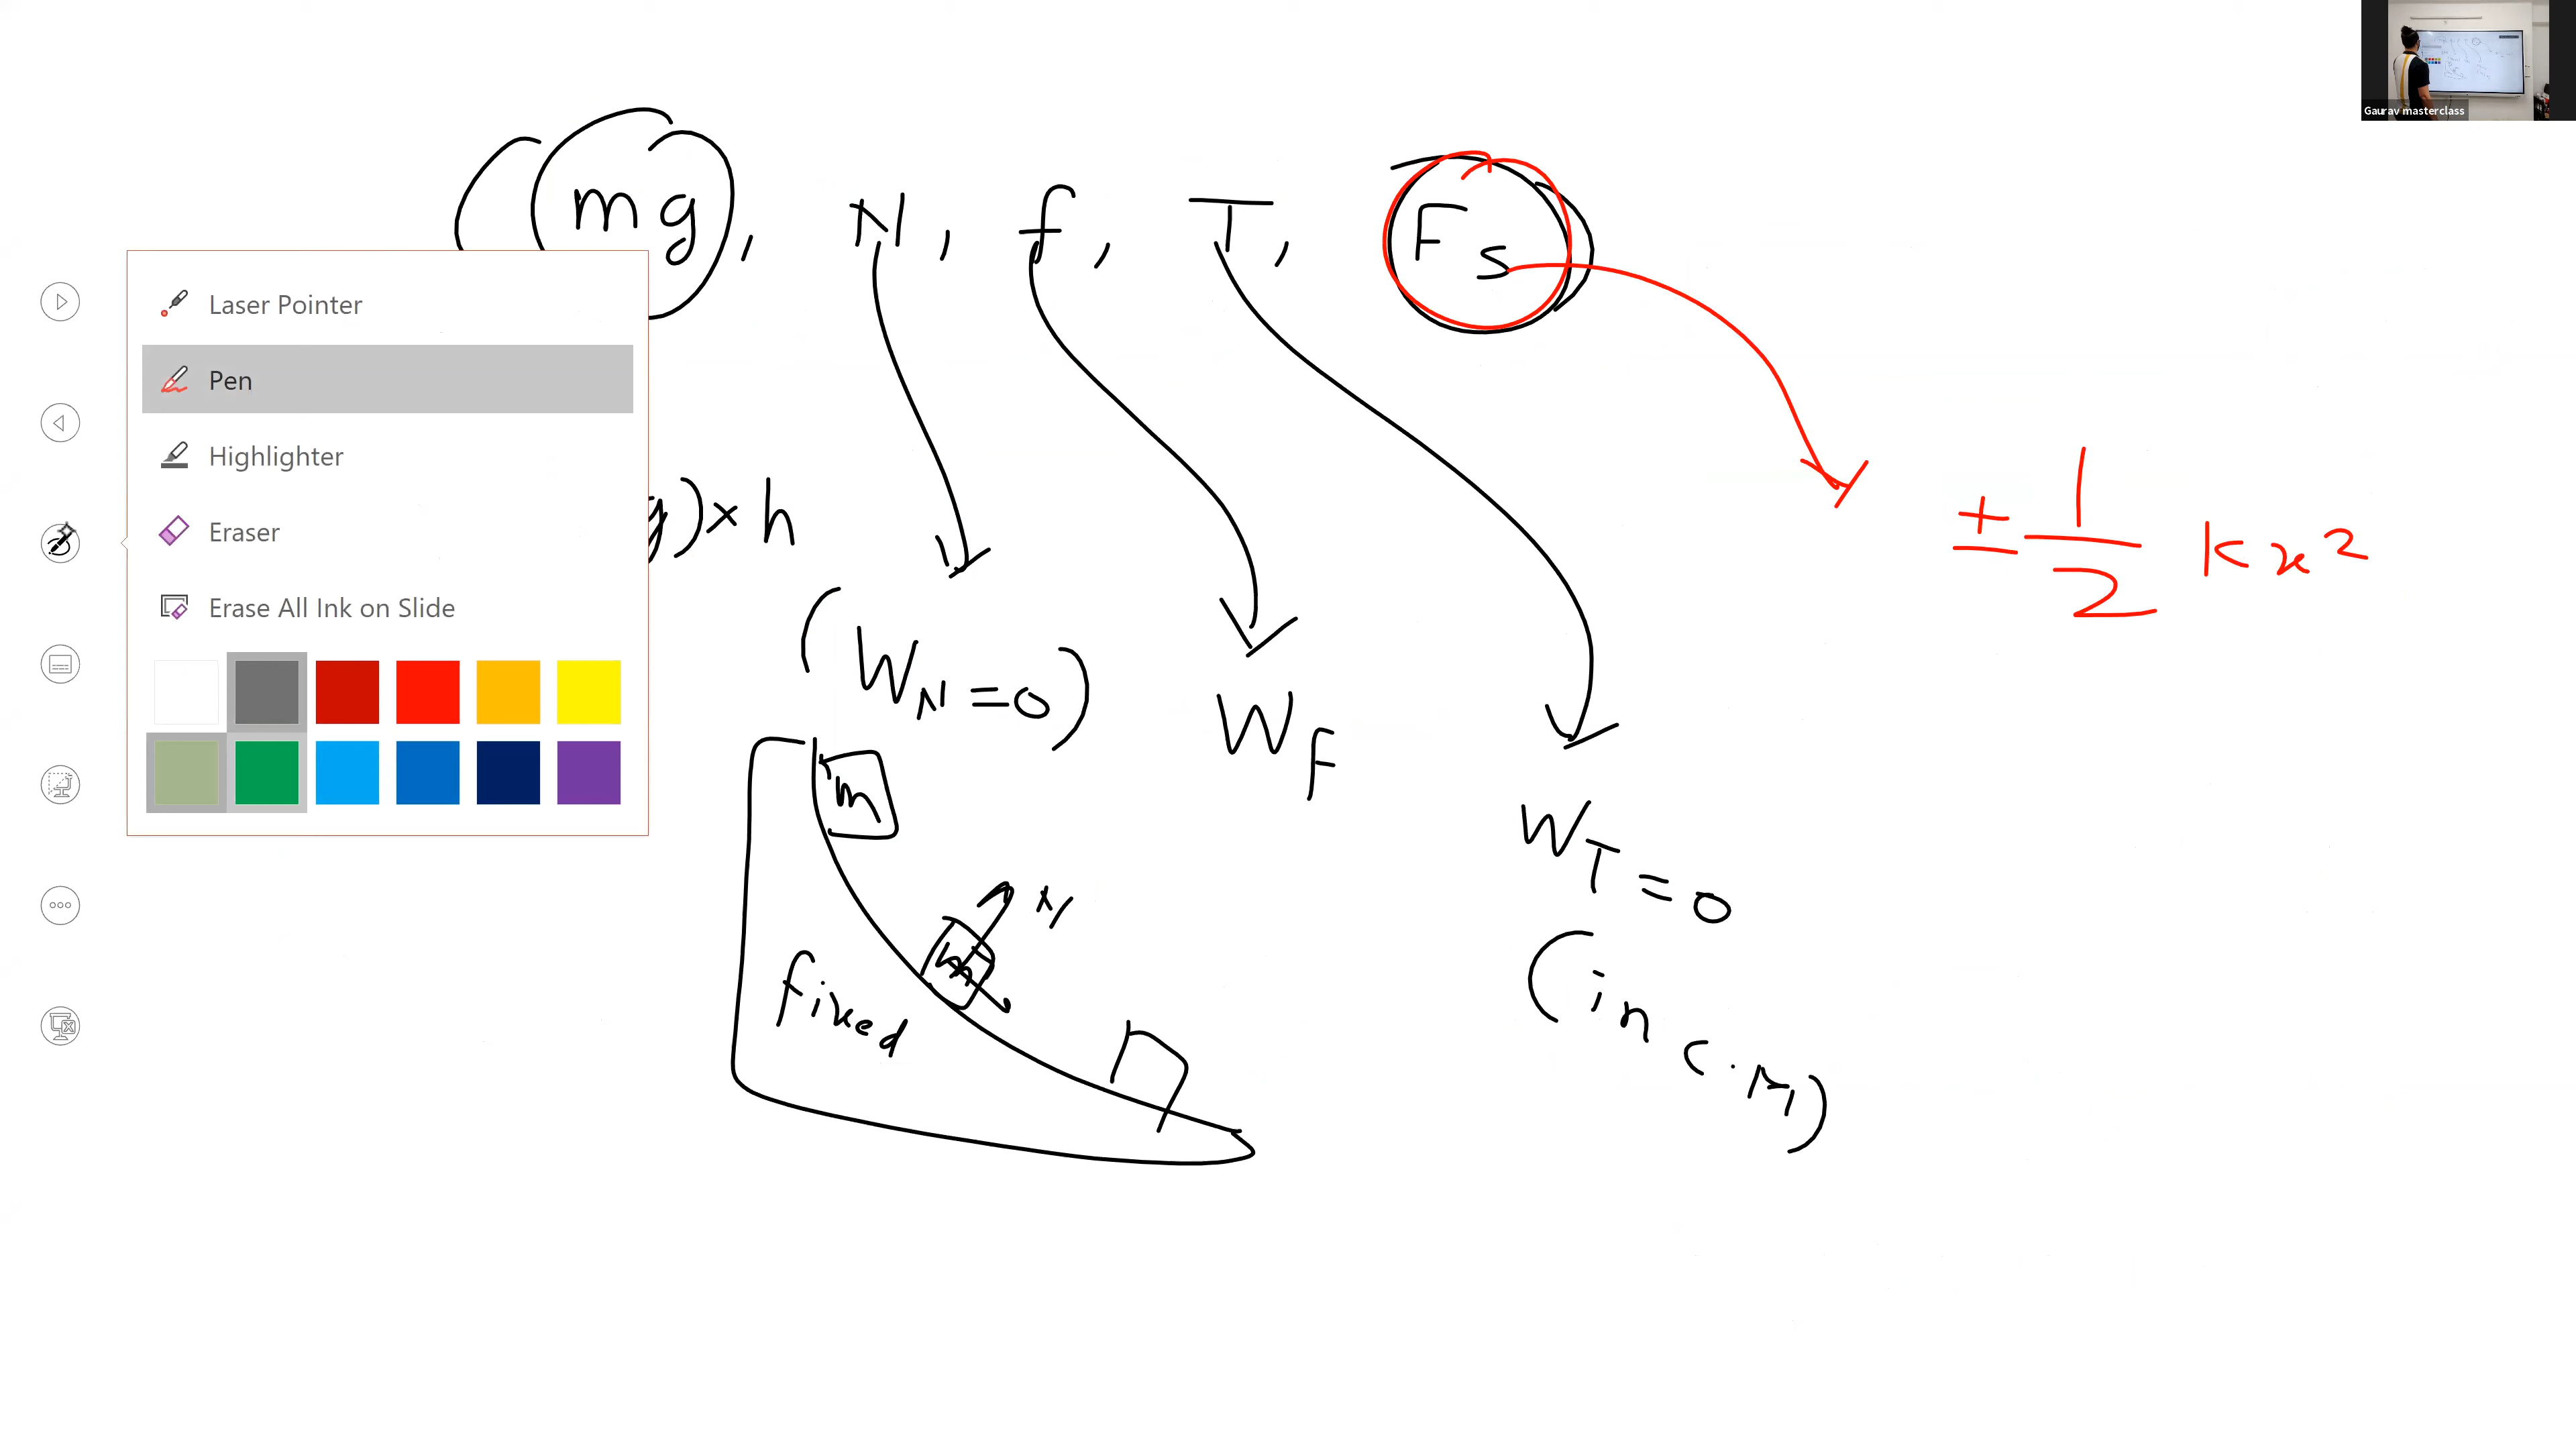 Gaurav masterclass
mg, N, f, T, Fs
Laser Pointer
Pen
Highlighter
Eraser
Erase All Ink on Slide
g)×h
± 1/2 kx²
(W_N=0)
W_F
W_T=0
(in C.M)
m
m
N
fixed